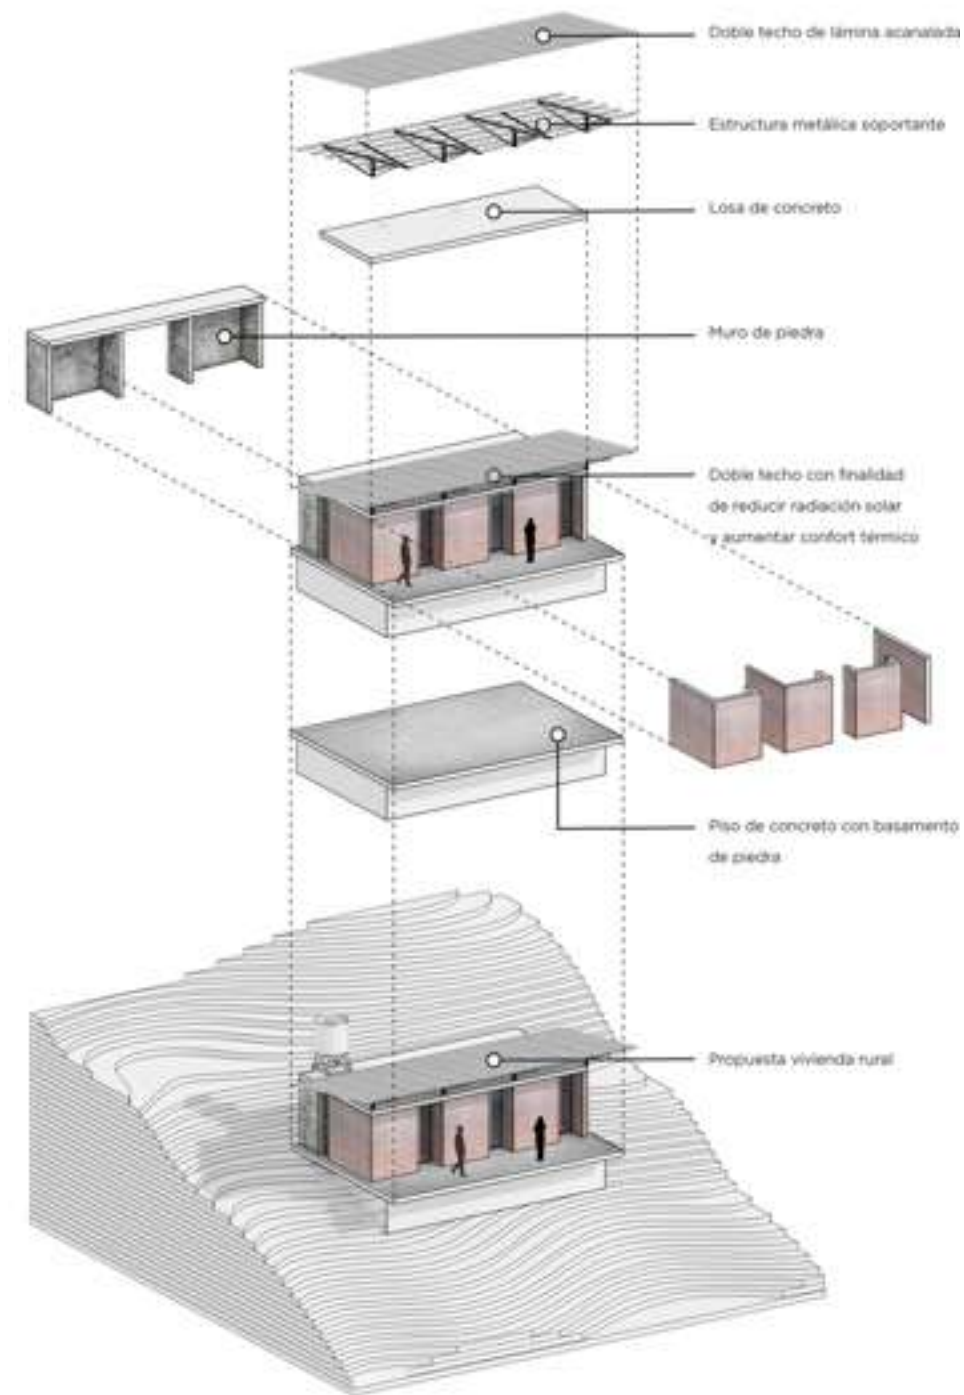 Doble techo de lámina acanalada
Estructura metálica soportante
Losa de concreto
Muro de piedra
Doble techo con finalidad
de reducir radiación solar
y aumentar confort térmico
Piso de concreto con basamento
de piedra
Propuesta vivienda rural